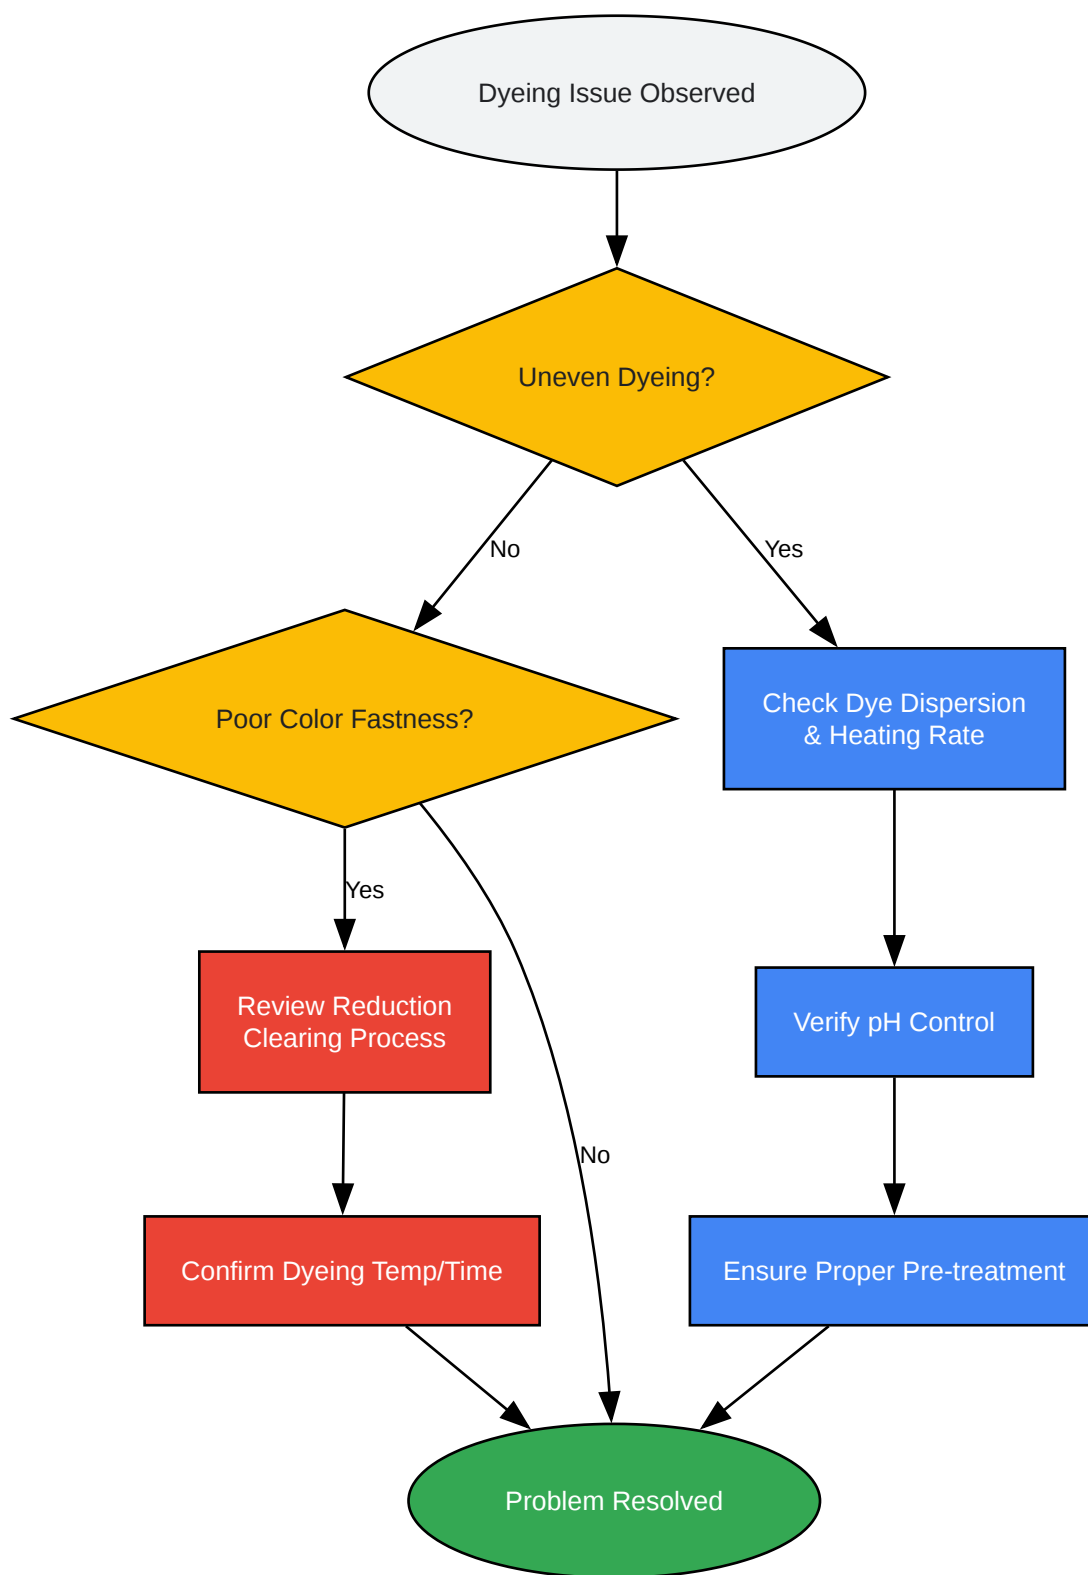 Dyeing Issue Observed
Uneven Dyeing?
No
Yes
Poor Color Fastness?
Check Dye Dispersion
& Heating Rate
Yes
Review Reduction
Clearing Process
Verify pH Control
No
Confirm Dyeing Temp/Time
Ensure Proper Pre-treatment
Problem Resolved